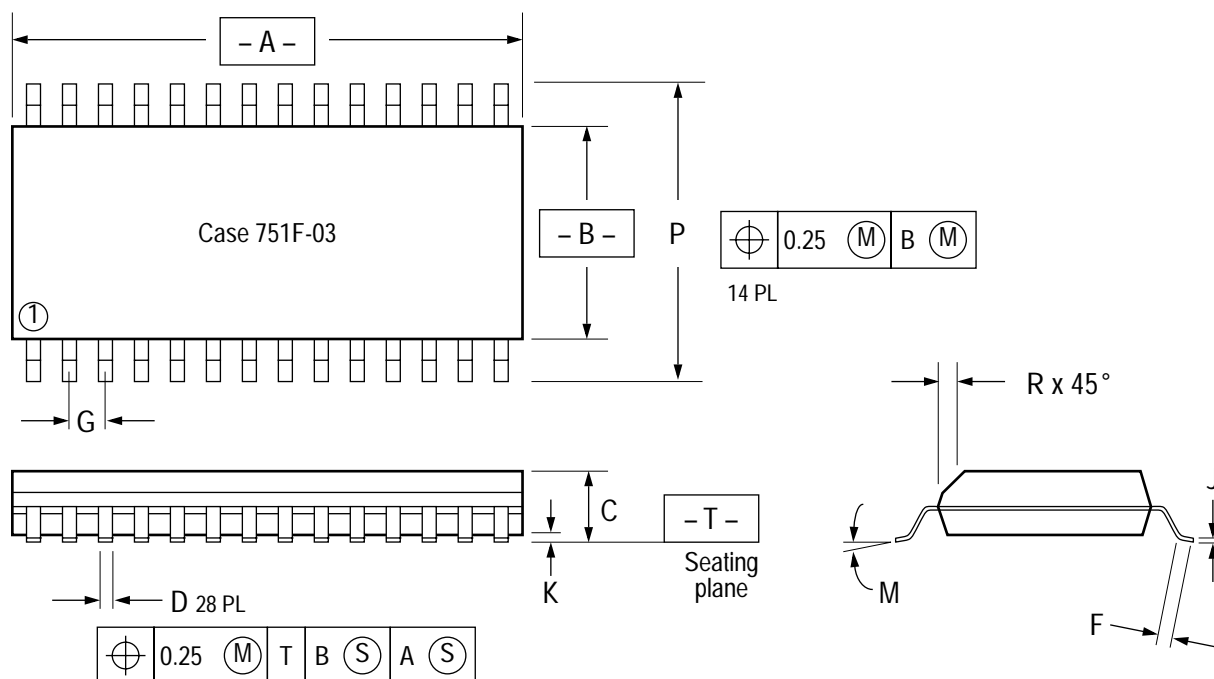 – A –
Case 751F-03
– B –
P
⌖ 0.25 Ⓜ B Ⓜ
14 PL
①
G
R x 45°
C
– T –
Seating
plane
K
M
D 28 PL
F
⌖ 0.25 Ⓜ T B Ⓢ A Ⓢ